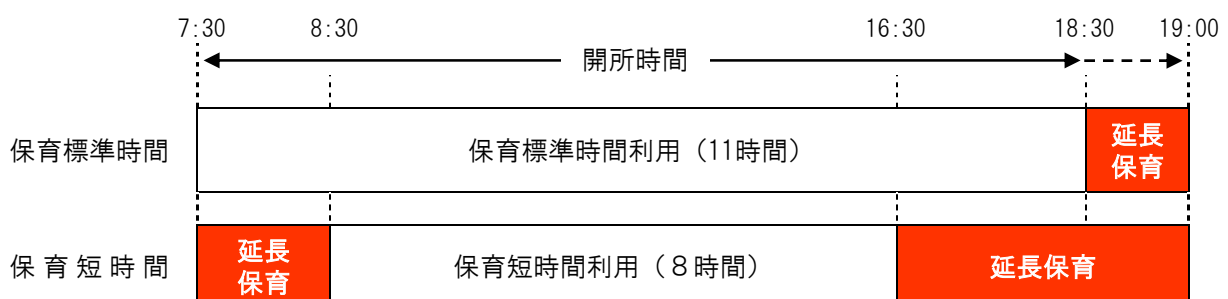 7:30 8:30 16:30 18:30 19:00
開所時間
保育標準時間 保育標準時間利用（11時間） 延長
保育
保育短時間 延長
保育 保育短時間利用（８時間） 延長保育